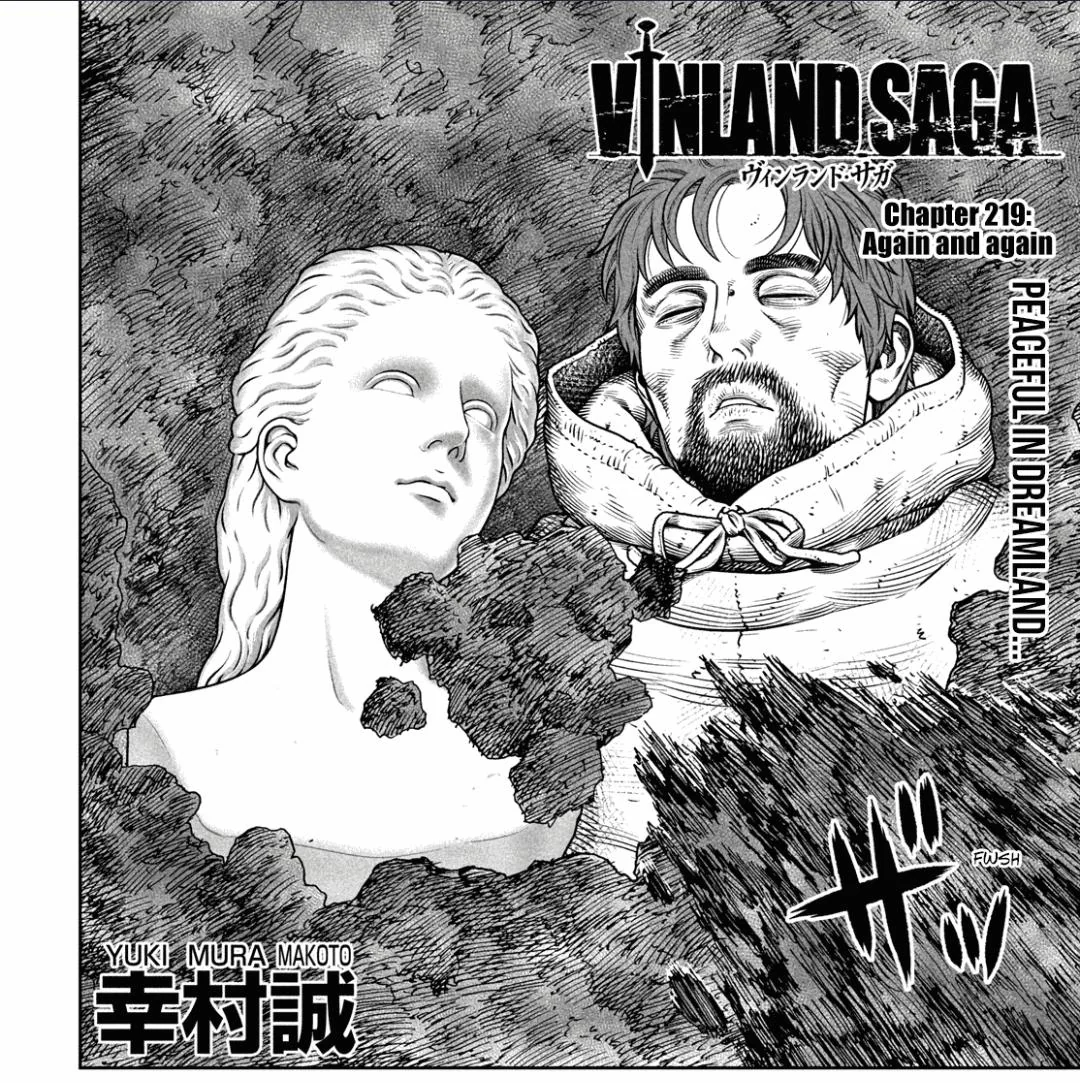 VINLAND SAGA
ヴィンランド・サガ
Chapter 219:
Again and again
PEACEFUL IN DREAMLAND...
ザッ
FWSH
YUKI MURA MAKOTO
幸村誠